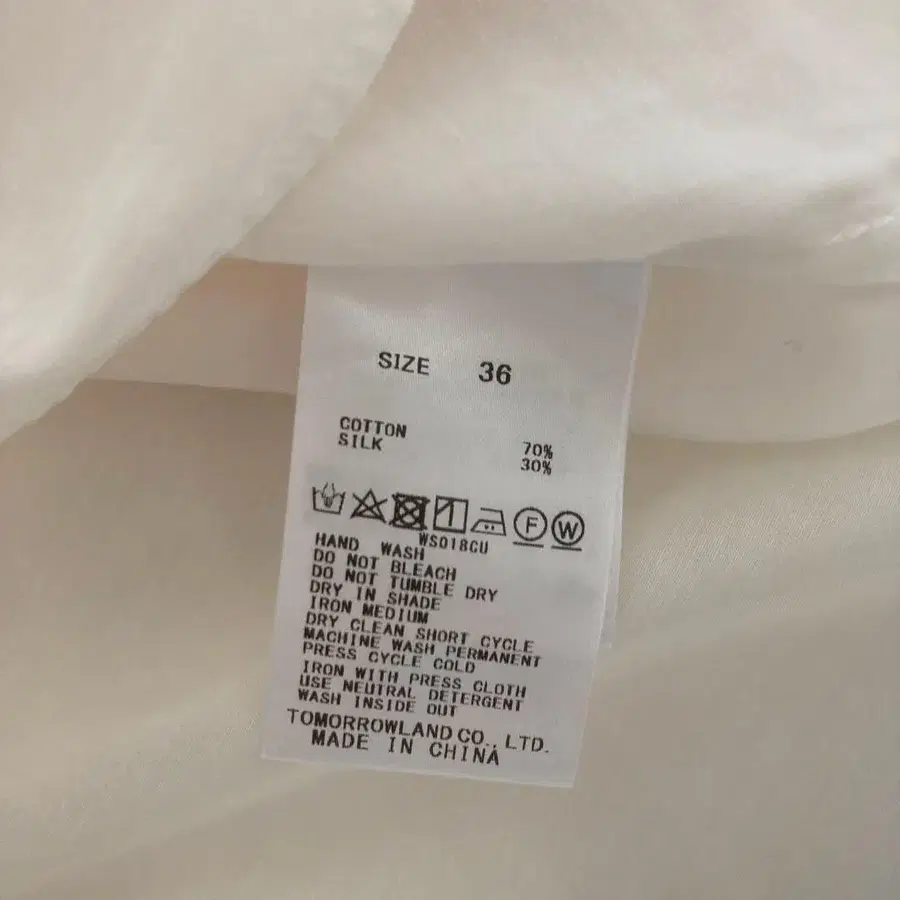 SIZE 36
COTTON 70%
SILK 30%
F W
WS018CU
HAND WASH
DO NOT BLEACH
DO NOT TUMBLE DRY
DRY IN SHADE
IRON MEDIUM
DRY CLEAN SHORT CYCLE
MACHINE WASH PERMANENT
PRESS CYCLE COLD
IRON WITH PRESS CLOTH
USE NEUTRAL DETERGENT
WASH INSIDE OUT
TOMORROWLAND CO., LTD.
MADE IN CHINA